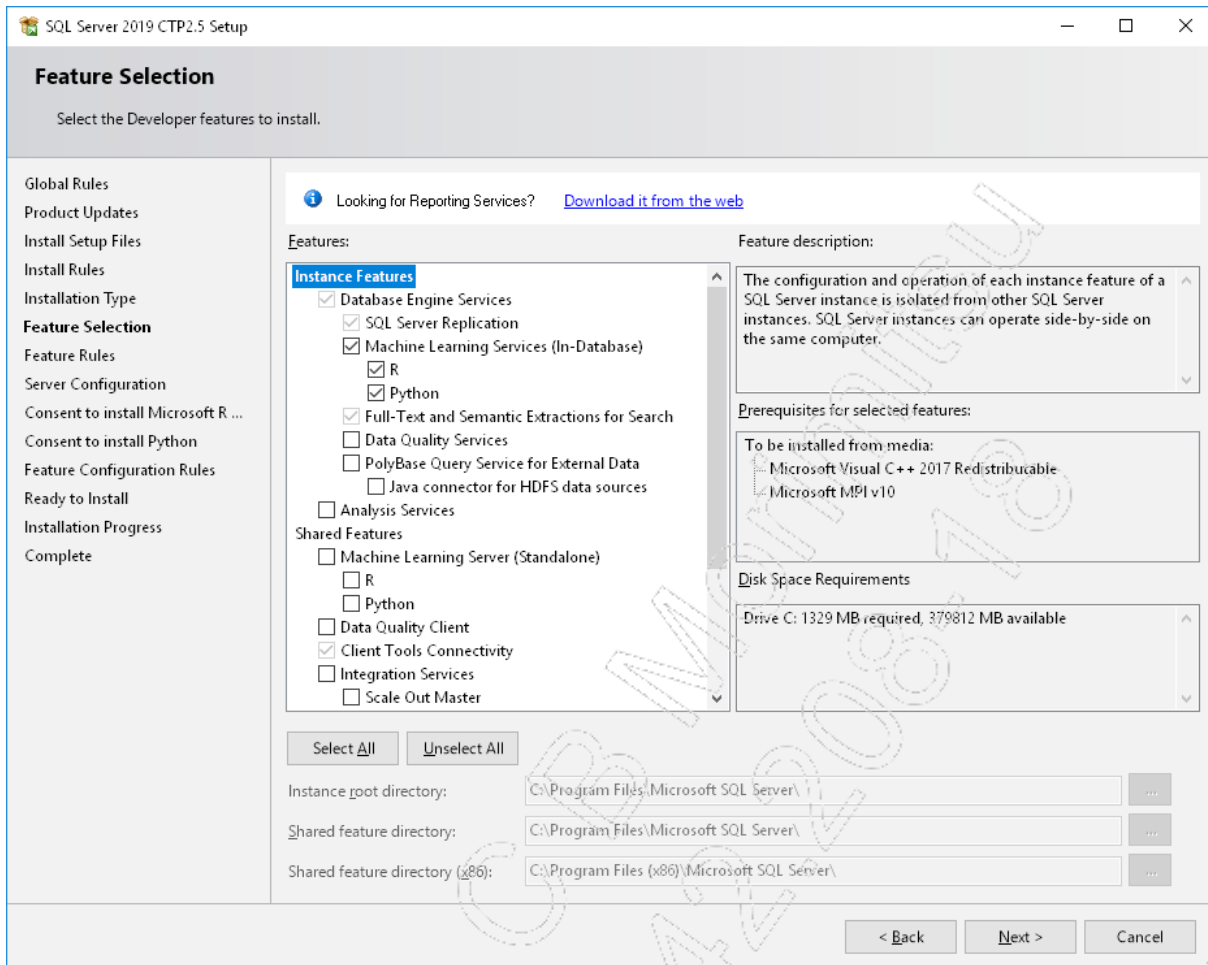 SQL Server 2019 CTP2.5 Setup
Feature Selection
Select the Developer features to install.
Global Rules
Product Updates
Install Setup Files
Install Rules
Installation Type
Feature Selection
Feature Rules
Server Configuration
Consent to install Microsoft R ...
Consent to install Python
Feature Configuration Rules
Ready to Install
Installation Progress
Complete
Looking for Reporting Services? Download it from the web
Features:
Instance Features
Database Engine Services
SQL Server Replication
Machine Learning Services (In-Database)
R
Python
Full-Text and Semantic Extractions for Search
Data Quality Services
PolyBase Query Service for External Data
Java connector for HDFS data sources
Analysis Services
Shared Features
Machine Learning Server (Standalone)
R
Python
Data Quality Client
Client Tools Connectivity
Integration Services
Scale Out Master
Feature description:
The configuration and operation of each instance feature of a
SQL Server instance is isolated from other SQL Server
instances. SQL Server instances can operate side-by-side on
the same computer.
Prerequisites for selected features:
To be installed from media:
Microsoft Visual C++ 2017 Redistributable
Microsoft MPI v10
Disk Space Requirements
Drive C: 1329 MB required, 379812 MB available
Select All Unselect All
Instance root directory: C:\Program Files\Microsoft SQL Server\ ...
Shared feature directory: C:\Program Files\Microsoft SQL Server\ ...
Shared feature directory (x86): C:\Program Files (x86)\Microsoft SQL Server\ ...
< Back Next > Cancel